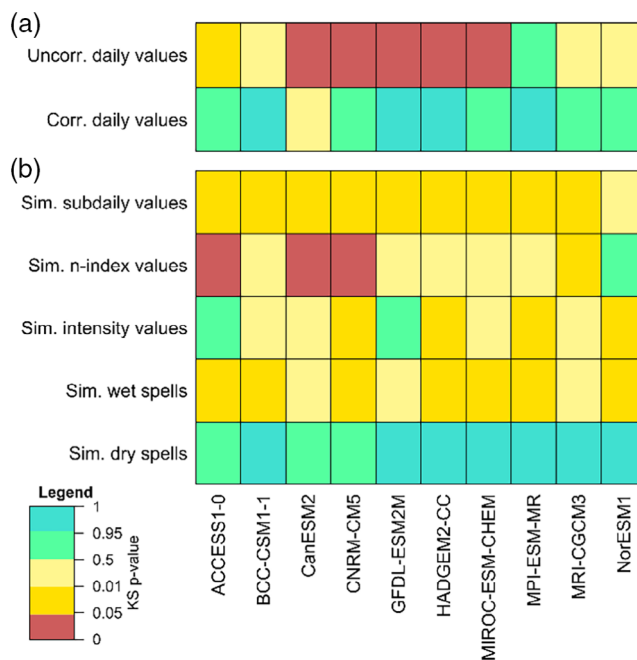 (a)
Uncorr. daily values
Corr. daily values
(b)
Sim. subdaily values
Sim. n-index values
Sim. intensity values
Sim. wet spells
Sim. dry spells
Legend
1
0.95
0.5
0.01
0.05
0
KS p-value
ACCESS1-0
BCC-CSM1-1
CanESM2
CNRM-CM5
GFDL-ESM2M
HADGEM2-CC
MIROC-ESM-CHEM
MPI-ESM-MR
MRI-CGCM3
NorESM1